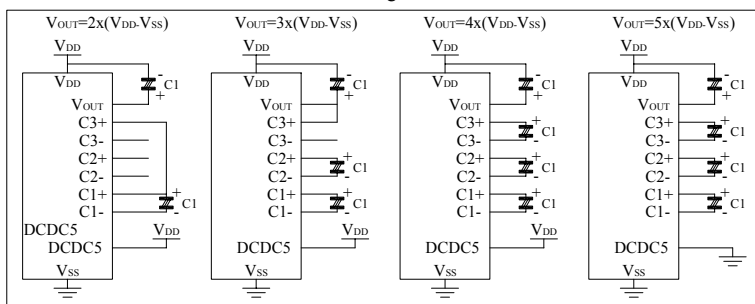 VOUT=2x(VDD-VSS)
VDD
VDD
- C1
+
VOUT
C3+
C3-
C2+
C2-
C1+
+
C1
C1-
-
DCDC5
VDD
DCDC5
VSS
VOUT=3x(VDD-VSS)
VDD
VDD
- C1
+
VOUT
C3+
C3-
C2+
+
C1
C2-
-
C1+
+
C1
C1-
-
VDD
DCDC5
VSS
VOUT=4x(VDD-VSS)
VDD
VDD
- C1
+
VOUT
C3+
+
C1
C3-
-
C2+
+
C1
C2-
-
C1+
+
C1
C1-
-
VDD
DCDC5
VSS
VOUT=5x(VDD-VSS)
VDD
VDD
- C1
+
VOUT
C3+
+
C1
C3-
-
C2+
+
C1
C2-
-
C1+
+
C1
C1-
-
DCDC5
VSS